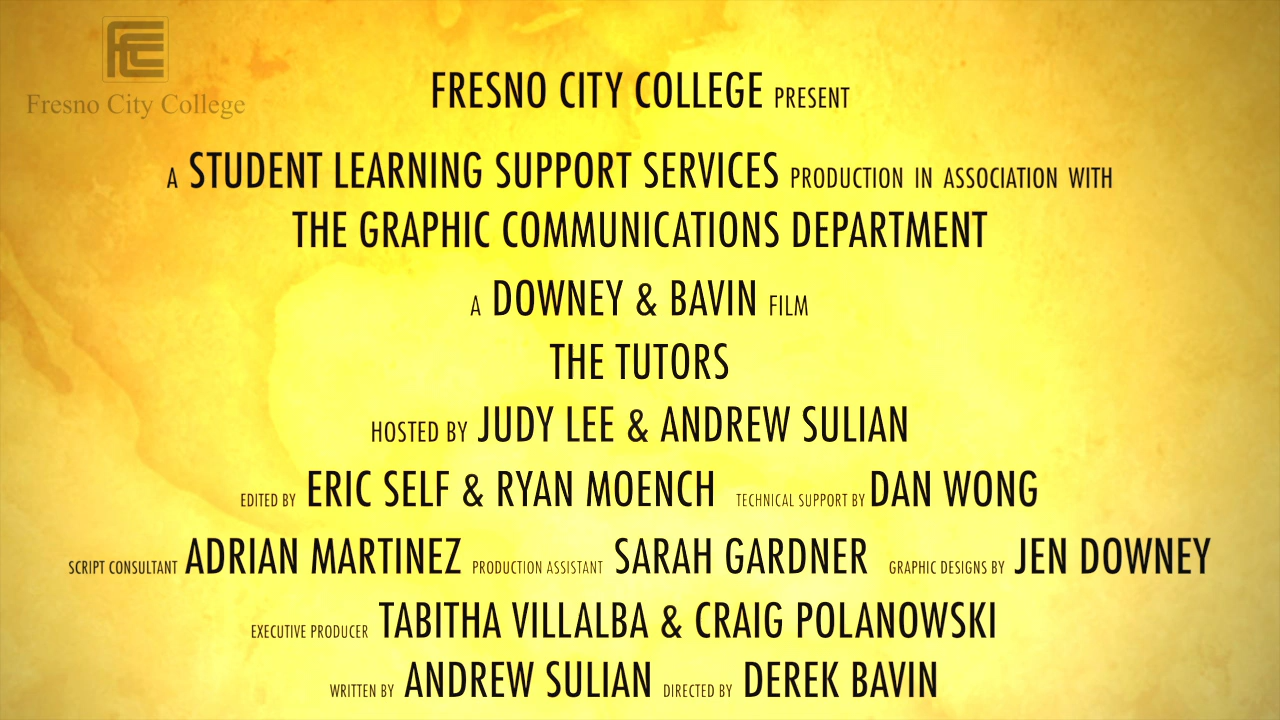 FCC
Fresno City College
FRESNO CITY COLLEGE PRESENT
A STUDENT LEARNING SUPPORT SERVICES PRODUCTION IN ASSOCIATION WITH
THE GRAPHIC COMMUNICATIONS DEPARTMENT
A DOWNEY & BAVIN FILM
THE TUTORS
HOSTED BY JUDY LEE & ANDREW SULIAN
EDITED BY ERIC SELF & RYAN MOENCH TECHNICAL SUPPORT BY DAN WONG
SCRIPT CONSULTANT ADRIAN MARTINEZ PRODUCTION ASSISTANT SARAH GARDNER GRAPHIC DESIGNS BY JEN DOWNEY
EXECUTIVE PRODUCER TABITHA VILLALBA & CRAIG POLANOWSKI
WRITTEN BY ANDREW SULIAN DIRECTED BY DEREK BAVIN